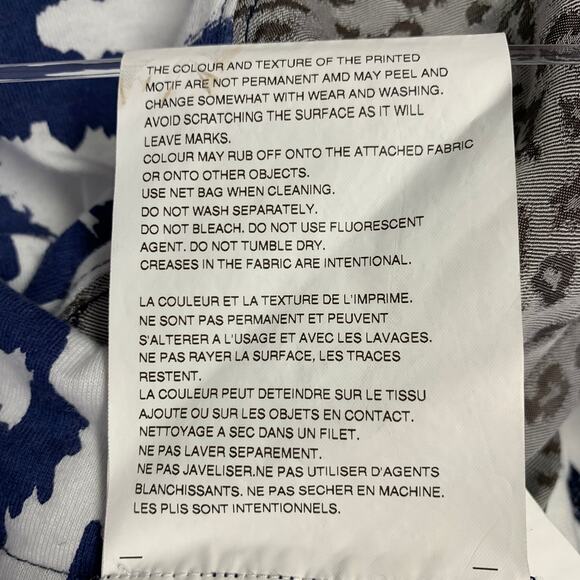 THE COLOUR AND TEXTURE OF THE PRINTED
MOTIF ARE NOT PERMANENT AMD MAY PEEL AND
CHANGE SOMEWHAT WITH WEAR AND WASHING.
AVOID SCRATCHING THE SURFACE AS IT WILL
LEAVE MARKS.
COLOUR MAY RUB OFF ONTO THE ATTACHED FABRIC
OR ONTO OTHER OBJECTS.
USE NET BAG WHEN CLEANING.
DO NOT WASH SEPARATELY.
DO NOT BLEACH. DO NOT USE FLUORESCENT
AGENT. DO NOT TUMBLE DRY.
CREASES IN THE FABRIC ARE INTENTIONAL.
LA COULEUR ET LA TEXTURE DE L'IMPRIME.
NE SONT PAS PERMANENT ET PEUVENT
S'ALTERER A L'USAGE ET AVEC LES LAVAGES.
NE PAS RAYER LA SURFACE, LES TRACES
RESTENT.
LA COULEUR PEUT DETEINDRE SUR LE TISSU
AJOUTE OU SUR LES OBJETS EN CONTACT.
NETTOYAGE A SEC DANS UN FILET.
NE PAS LAVER SEPAREMENT.
NE PAS JAVELISER.NE PAS UTILISER D'AGENTS
BLANCHISSANTS. NE PAS SECHER EN MACHINE.
LES PLIS SONT INTENTIONNELS.